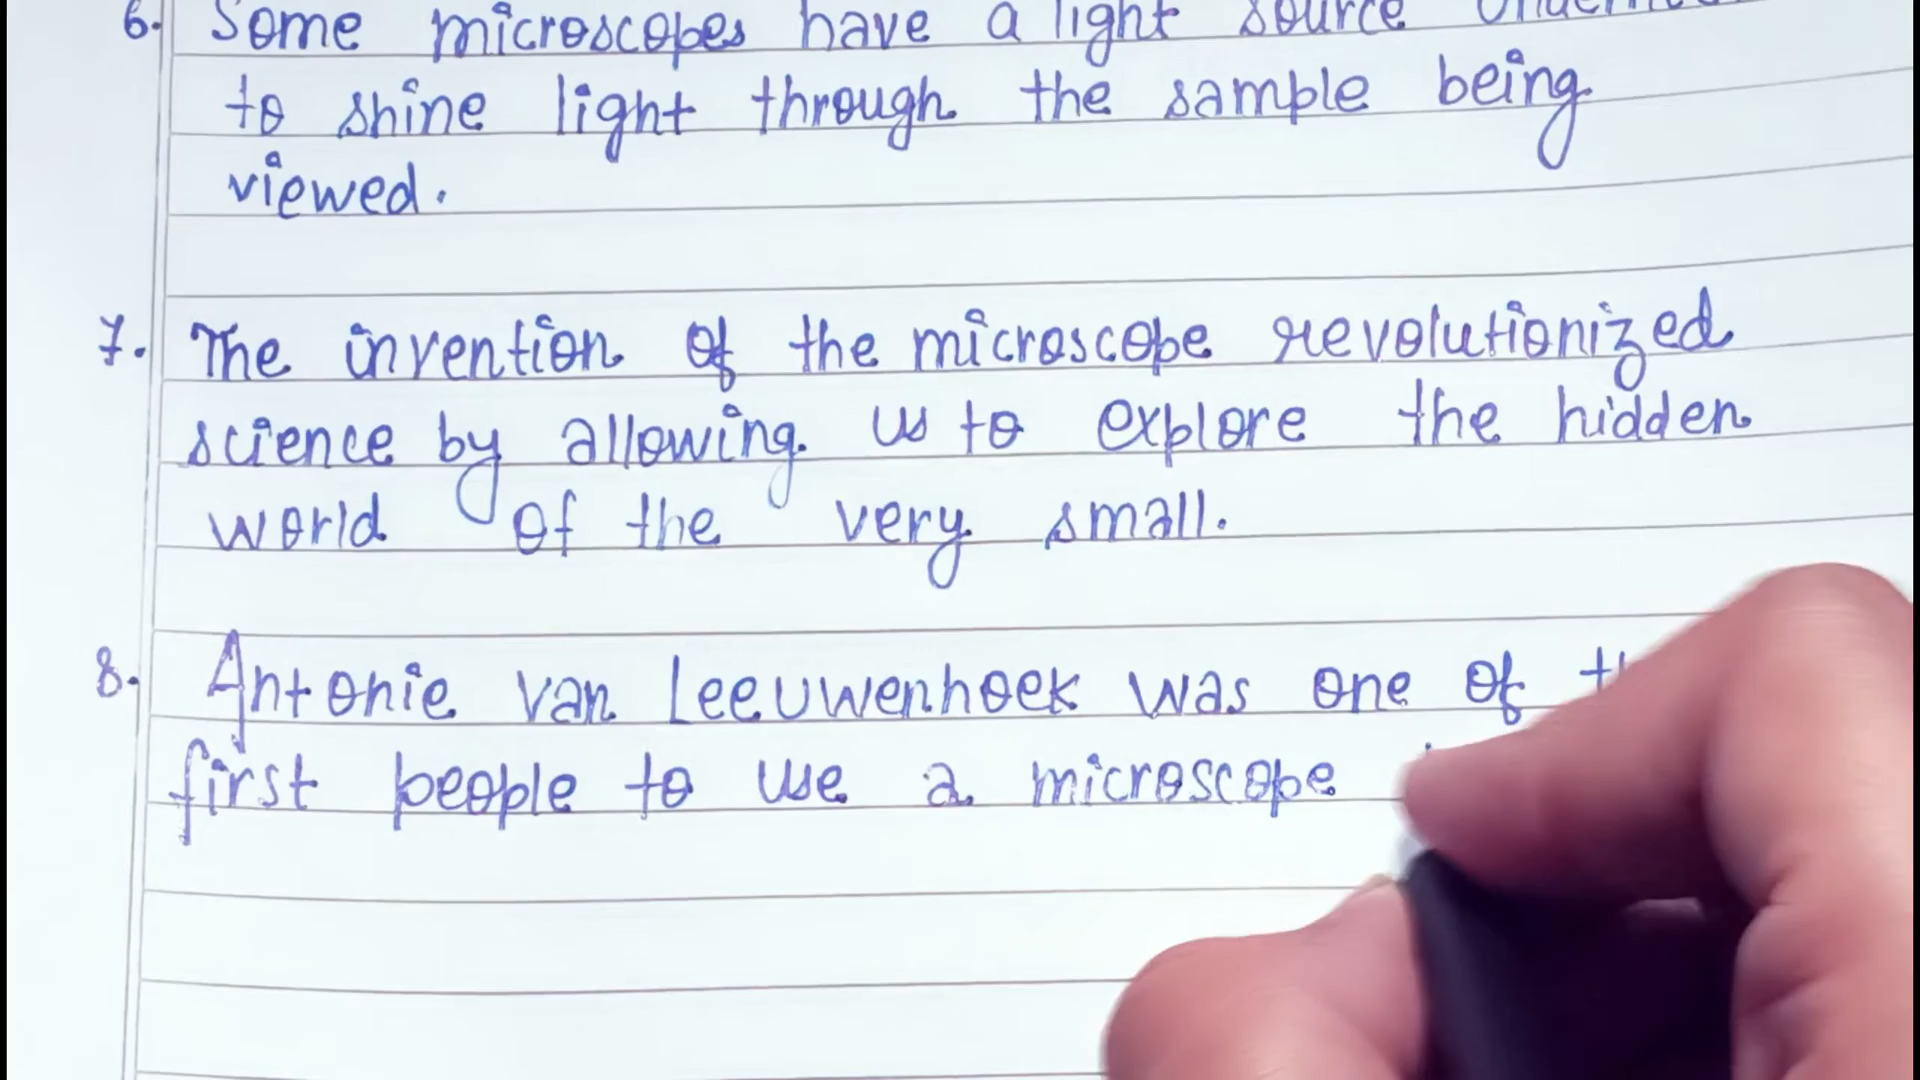 6. Some microscopes have a light source
to shine light through the sample being
viewed.
7. The invention of the microscope revolutionized
science by allowing us to explore the hidden
world of the very small.
8. Antonie van Leeuwenhoek was one of
first people to use a microscope